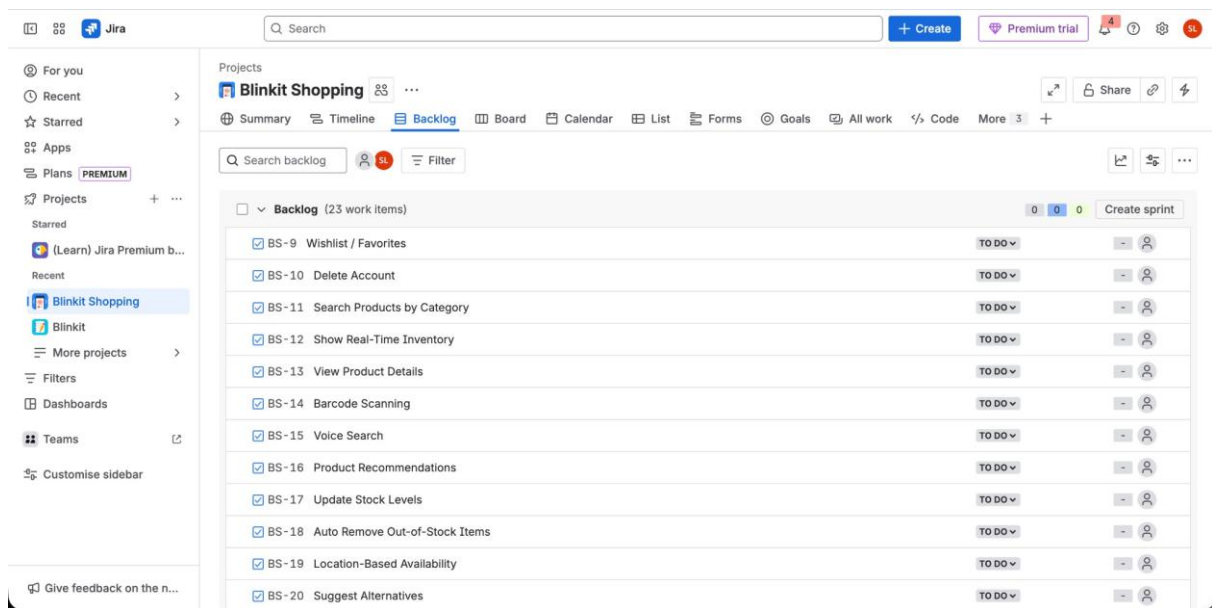 Jira
Search
+ Create
Premium trial
4
SL
For you
Recent
Starred
Apps
Plans PREMIUM
Projects
Starred
(Learn) Jira Premium b...
Recent
Blinkit Shopping
Blinkit
More projects
Filters
Dashboards
Teams
Customise sidebar
Give feedback on the n...
Projects
Blinkit Shopping
Share
Summary Timeline Backlog Board Calendar List Forms Goals All work Code More 3
Search backlog
SL
Filter
Backlog (23 work items) 0 0 0 Create sprint
BS-9 Wishlist / Favorites TO DO -
BS-10 Delete Account TO DO -
BS-11 Search Products by Category TO DO -
BS-12 Show Real-Time Inventory TO DO -
BS-13 View Product Details TO DO -
BS-14 Barcode Scanning TO DO -
BS-15 Voice Search TO DO -
BS-16 Product Recommendations TO DO -
BS-17 Update Stock Levels TO DO -
BS-18 Auto Remove Out-of-Stock Items TO DO -
BS-19 Location-Based Availability TO DO -
BS-20 Suggest Alternatives TO DO -